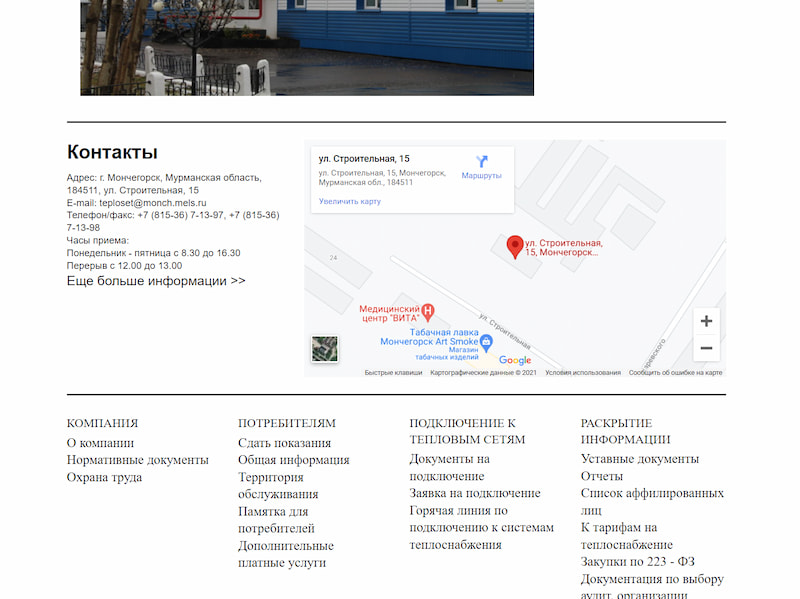 Контакты
Адрес: г. Мончегорск, Мурманская область,
184511, ул. Строительная, 15
E-mail: teploset@monch.mels.ru
Телефон/факс: +7 (815-36) 7-13-97, +7 (815-36)
7-13-98
Часы приема:
Понедельник - пятница с 8.30 до 16.30
Перерыв с 12.00 до 13.00
Еще больше информации >>
ул. Строительная, 15
ул. Строительная, 15, Мончегорск,
Мурманская обл., 184511
Маршруты
Увеличить карту
ул. Строительная,
15, Мончегорск...
24
Медицинский
центр "ВИТА"
Табачная лавка
Мончегорск Art Smoke
Магазин
табачных изделий
ул. Строительная
Google
+
−
Быстрые клавиши
Картографические данные © 2021
Условия использования
Сообщить об ошибке на карте
КОМПАНИЯ
О компании
Нормативные документы
Охрана труда
ПОТРЕБИТЕЛЯМ
Сдать показания
Общая информация
Территория
обслуживания
Памятка для
потребителей
Дополнительные
платные услуги
ПОДКЛЮЧЕНИЕ К
ТЕПЛОВЫМ СЕТЯМ
Документы на
подключение
Заявка на подключение
Горячая линия по
подключению к системам
теплоснабжения
РАСКРЫТИЕ
ИНФОРМАЦИИ
Уставные документы
Отчеты
Список аффилированных
лиц
К тарифам на
теплоснабжение
Закупки по 223 - ФЗ
Документация по выбору
аудит. организации